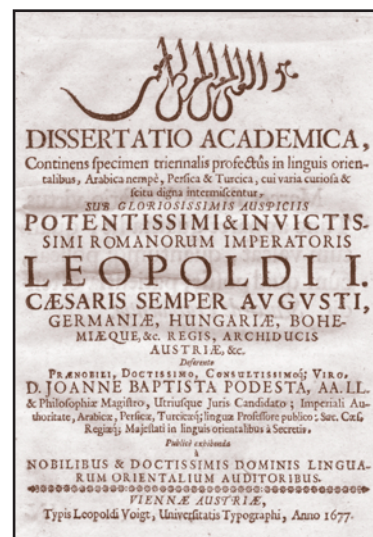 DISSERTATIO ACADEMICA,
Continens specimen triennalis profectûs in linguis orien-
talibus, Arabica nempè, Persica & Turcica, cui varia curiosa &
scitu digna intermiscentur,
SUB GLORIOSISSIMIS AUSPICIIS
POTENTISSIMI & INVICTIS-
SIMI ROMANORUM IMPERATORIS
LEOPOLDI I.
CÆSARIS SEMPER AVGVSTI,
GERMANIÆ, HUNGARIÆ, BOHE-
MIÆQUE, &c. REGIS, ARCHIDUCIS
AUSTRIÆ, &c.
Deferente
PRÆNOBILI, DOCTISSIMO, CONSULTISSIMOq; VIRO,
D. JOANNE BAPTISTA PODESTÀ, AA. LL.
& Philosophiæ Magistro, Utriusque Juris Candidato; Imperiali Au-
thoritate, Arabicæ, Persicæ, Turcicæq; linguæ Professore publico; Sac. Cæs.
Regiæq; Majestati in linguis orientalibus à Secretis.
Publicè exhibenda
à
NOBILIBUS & DOCTISSIMIS DOMINIS LINGUA-
RUM ORIENTALIUM AUDITORIBUS.
VIENNÆ AUSTRIÆ,
Typis Leopoldi Voigt, Universitatis Typographi, Anno 1677.